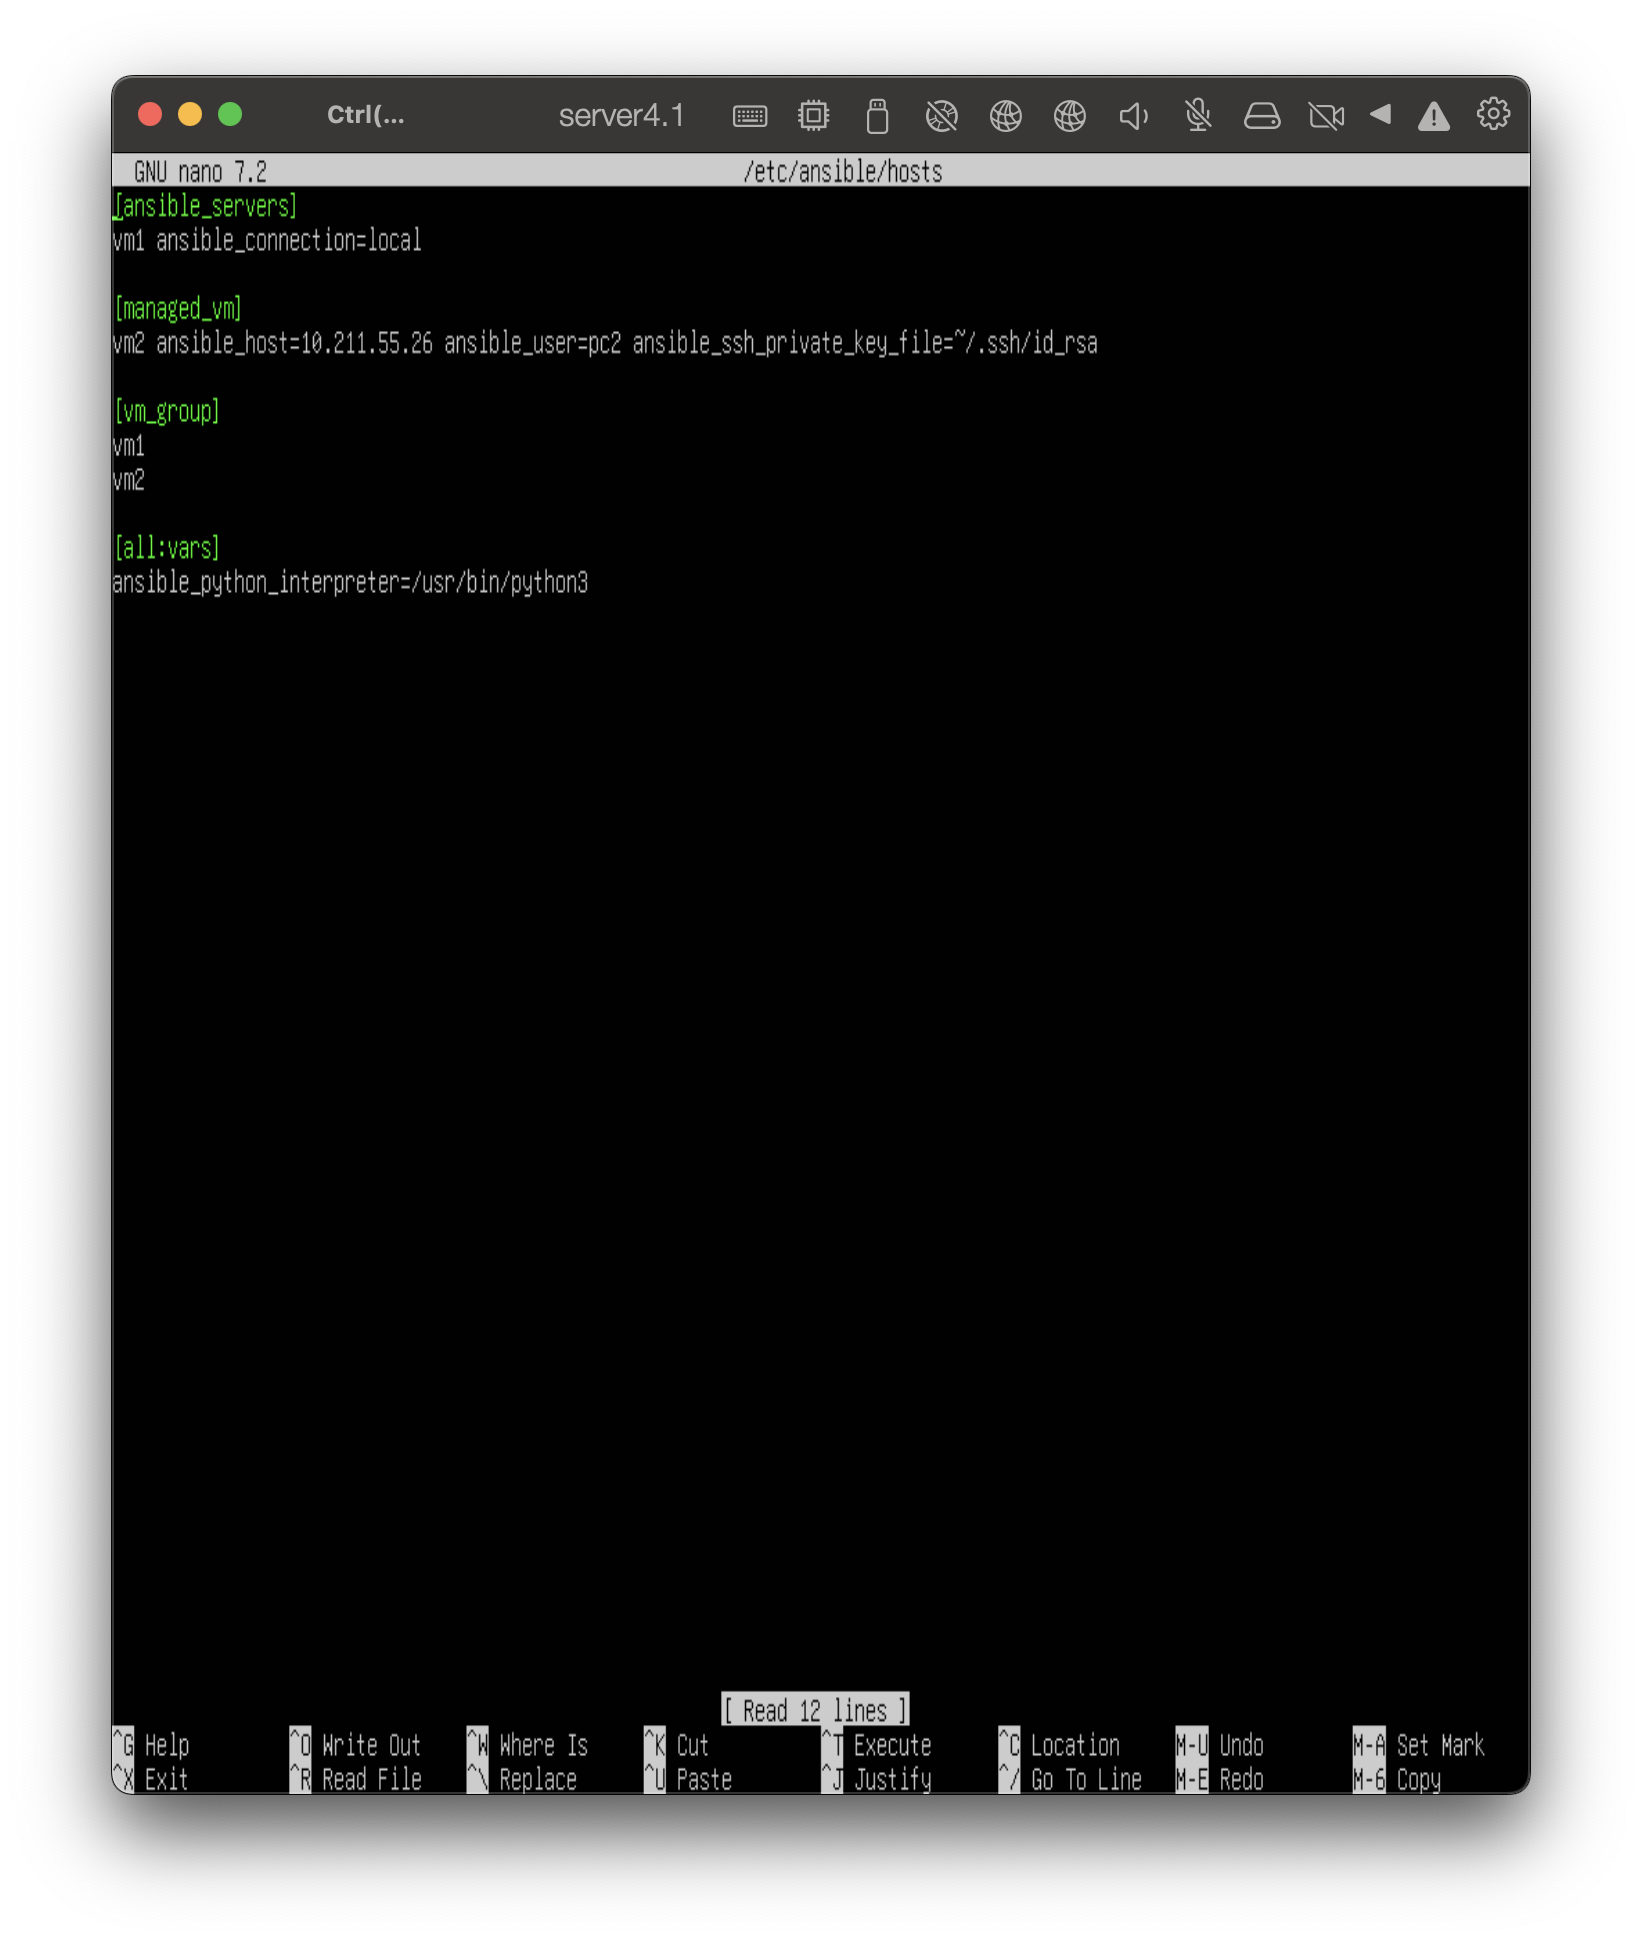 Ctrl(...
server4.1
GNU nano 7.2 /etc/ansible/hosts
[ansible_servers]
vm1 ansible_connection=local
[managed_vm]
vm2 ansible_host=10.211.55.26 ansible_user=pc2 ansible_ssh_private_key_file=~/.ssh/id_rsa
[vm_group]
vm1
vm2
[all:vars]
ansible_python_interpreter=/usr/bin/python3
[ Read 12 lines ]
^G Help ^O Write Out ^W Where Is ^K Cut ^T Execute ^C Location M-U Undo M-A Set Mark
^X Exit ^R Read File ^\ Replace ^U Paste ^J Justify ^/ Go To Line M-E Redo M-6 Copy